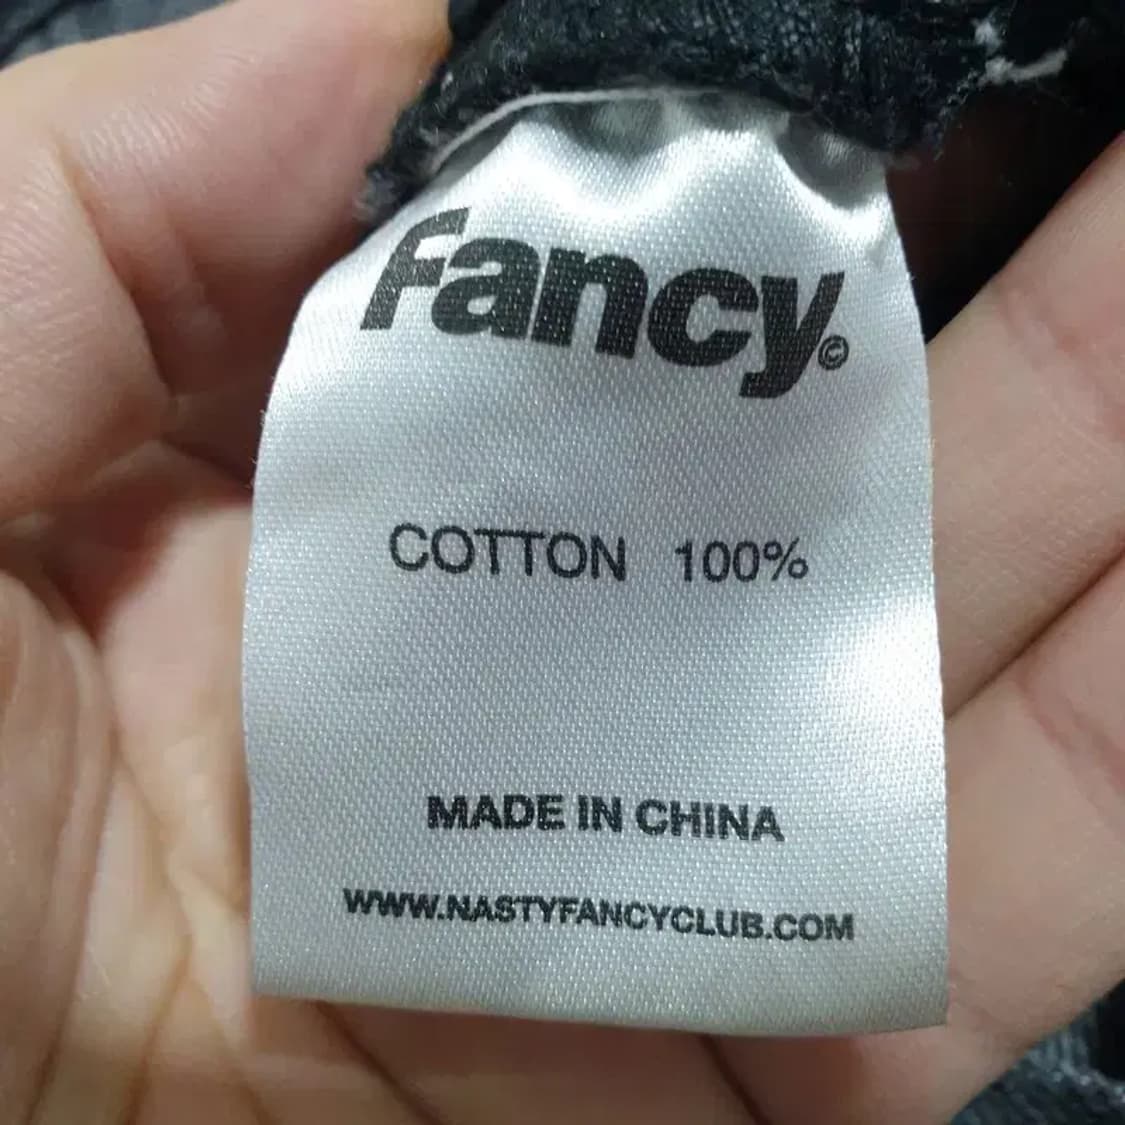 fancy©
COTTON 100%
MADE IN CHINA
WWW.NASTYFANCYCLUB.COM